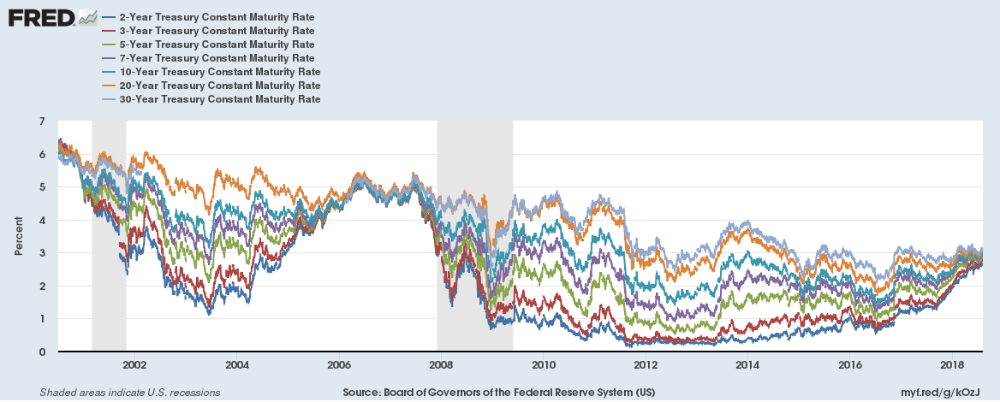 FRED
2-Year Treasury Constant Maturity Rate
3-Year Treasury Constant Maturity Rate
5-Year Treasury Constant Maturity Rate
7-Year Treasury Constant Maturity Rate
10-Year Treasury Constant Maturity Rate
20-Year Treasury Constant Maturity Rate
30-Year Treasury Constant Maturity Rate
7
6
5
4
3
2
1
0
Percent
2002 2004 2006 2008 2010 2012 2014 2016 2018
Shaded areas indicate U.S. recessions Source: Board of Governors of the Federal Reserve System (US) myf.red/g/kOzJ